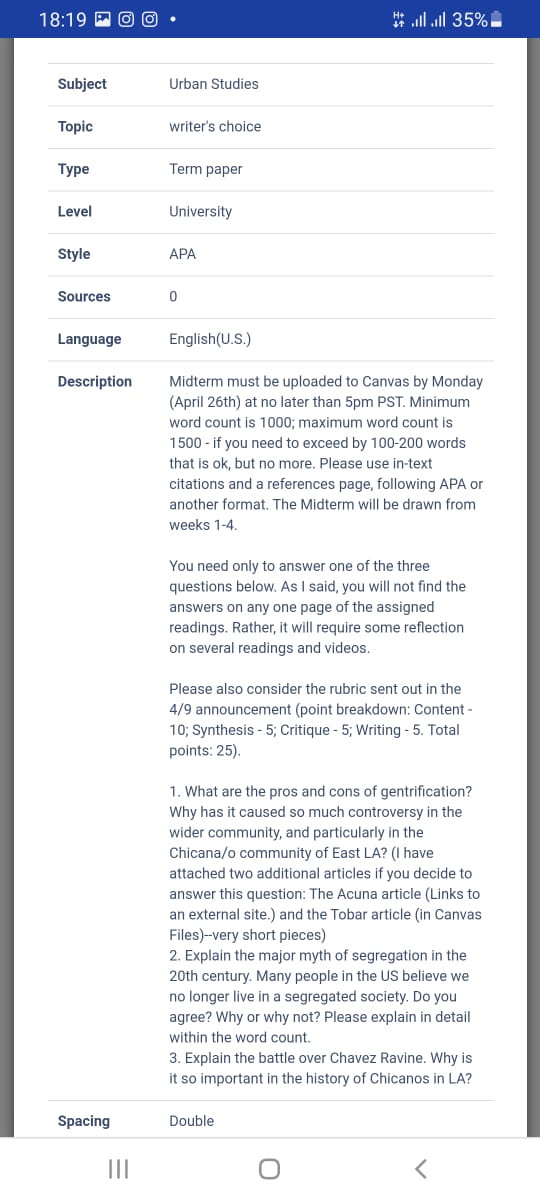 18:19 H+ 35%
Subject Urban Studies
Topic writer's choice
Type Term paper
Level University
Style APA
Sources 0
Language English(U.S.)
Description Midterm must be uploaded to Canvas by Monday
(April 26th) at no later than 5pm PST. Minimum
word count is 1000; maximum word count is
1500 - if you need to exceed by 100-200 words
that is ok, but no more. Please use in-text
citations and a references page, following APA or
another format. The Midterm will be drawn from
weeks 1-4.
You need only to answer one of the three
questions below. As I said, you will not find the
answers on any one page of the assigned
readings. Rather, it will require some reflection
on several readings and videos.
Please also consider the rubric sent out in the
4/9 announcement (point breakdown: Content -
10; Synthesis - 5; Critique - 5; Writing - 5. Total
points: 25).
1. What are the pros and cons of gentrification?
Why has it caused so much controversy in the
wider community, and particularly in the
Chicana/o community of East LA? (I have
attached two additional articles if you decide to
answer this question: The Acuna article (Links to
an external site.) and the Tobar article (in Canvas
Files)--very short pieces)
2. Explain the major myth of segregation in the
20th century. Many people in the US believe we
no longer live in a segregated society. Do you
agree? Why or why not? Please explain in detail
within the word count.
3. Explain the battle over Chavez Ravine. Why is
it so important in the history of Chicanos in LA?
Spacing Double